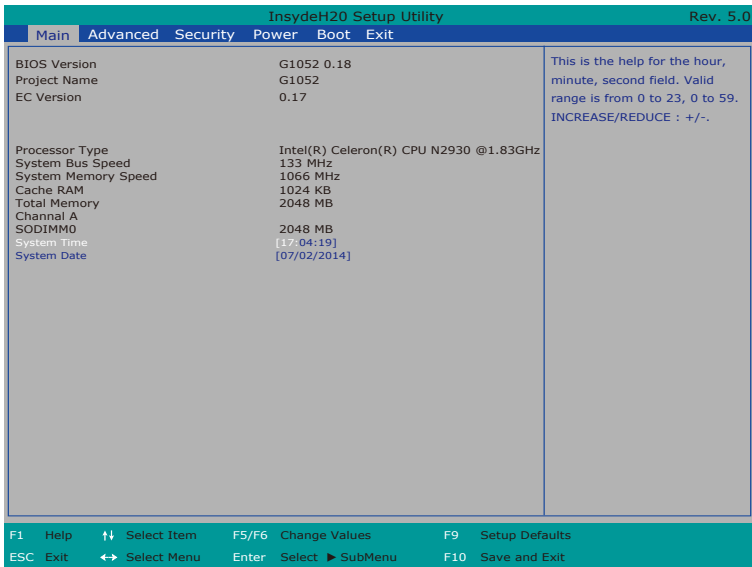 InsydeH20 Setup Utility Rev. 5.0
Main Advanced Security Power Boot Exit
BIOS Version G1052 0.18
Project Name G1052
EC Version 0.17
Processor Type Intel(R) Celeron(R) CPU N2930 @1.83GHz
System Bus Speed 133 MHz
System Memory Speed 1066 MHz
Cache RAM 1024 KB
Total Memory 2048 MB
Channal A
SODIMM0 2048 MB
System Time [17:04:19]
System Date [07/02/2014]
This is the help for the hour,
minute, second field. Valid
range is from 0 to 23, 0 to 59.
INCREASE/REDUCE : +/-.
F1 Help ↑↓ Select Item F5/F6 Change Values F9 Setup Defaults
ESC Exit ↔ Select Menu Enter Select ▶ SubMenu F10 Save and Exit